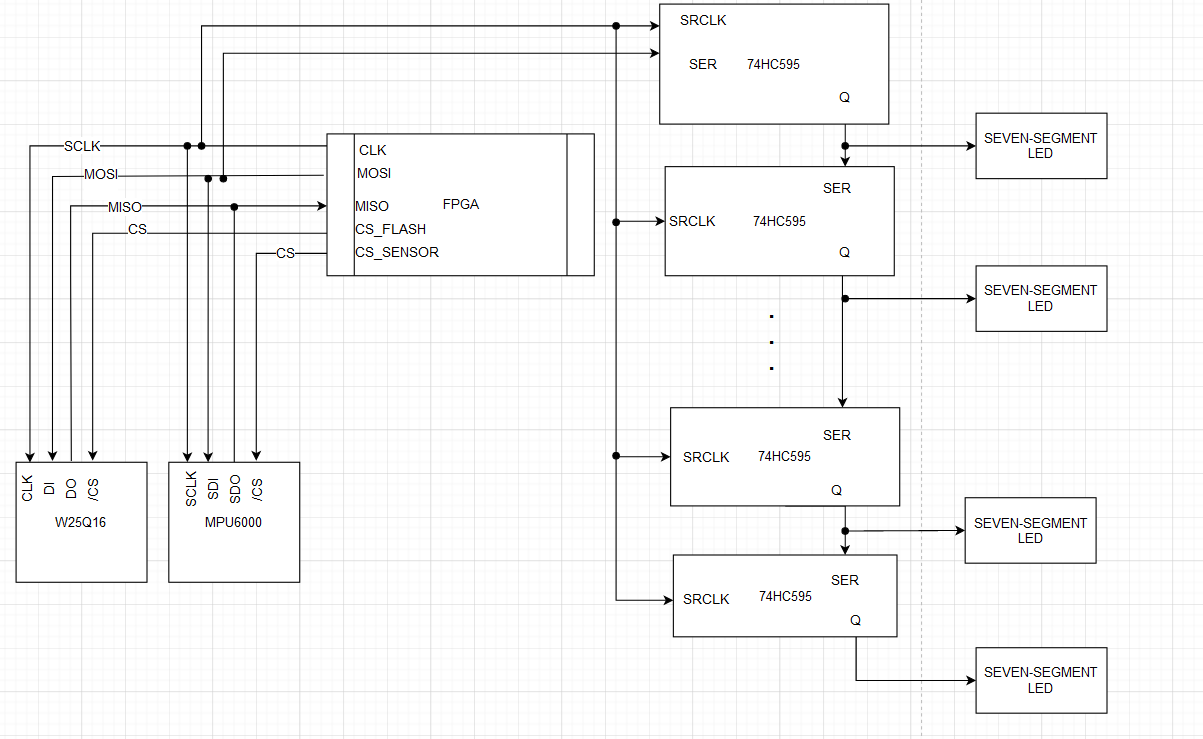 SRCLK
SER
74HC595
Q
SEVEN-SEGMENT
LED
SCLK
MOSI
MISO
CS
CS
CLK
MOSI
MISO
CS_FLASH
CS_SENSOR
FPGA
SER
SRCLK
74HC595
Q
SEVEN-SEGMENT
LED
SER
SRCLK
74HC595
Q
SEVEN-SEGMENT
LED
SER
SRCLK
74HC595
Q
SEVEN-SEGMENT
LED
CLK
DI
DO
/CS
W25Q16
SCLK
SDI
SDO
/CS
MPU6000